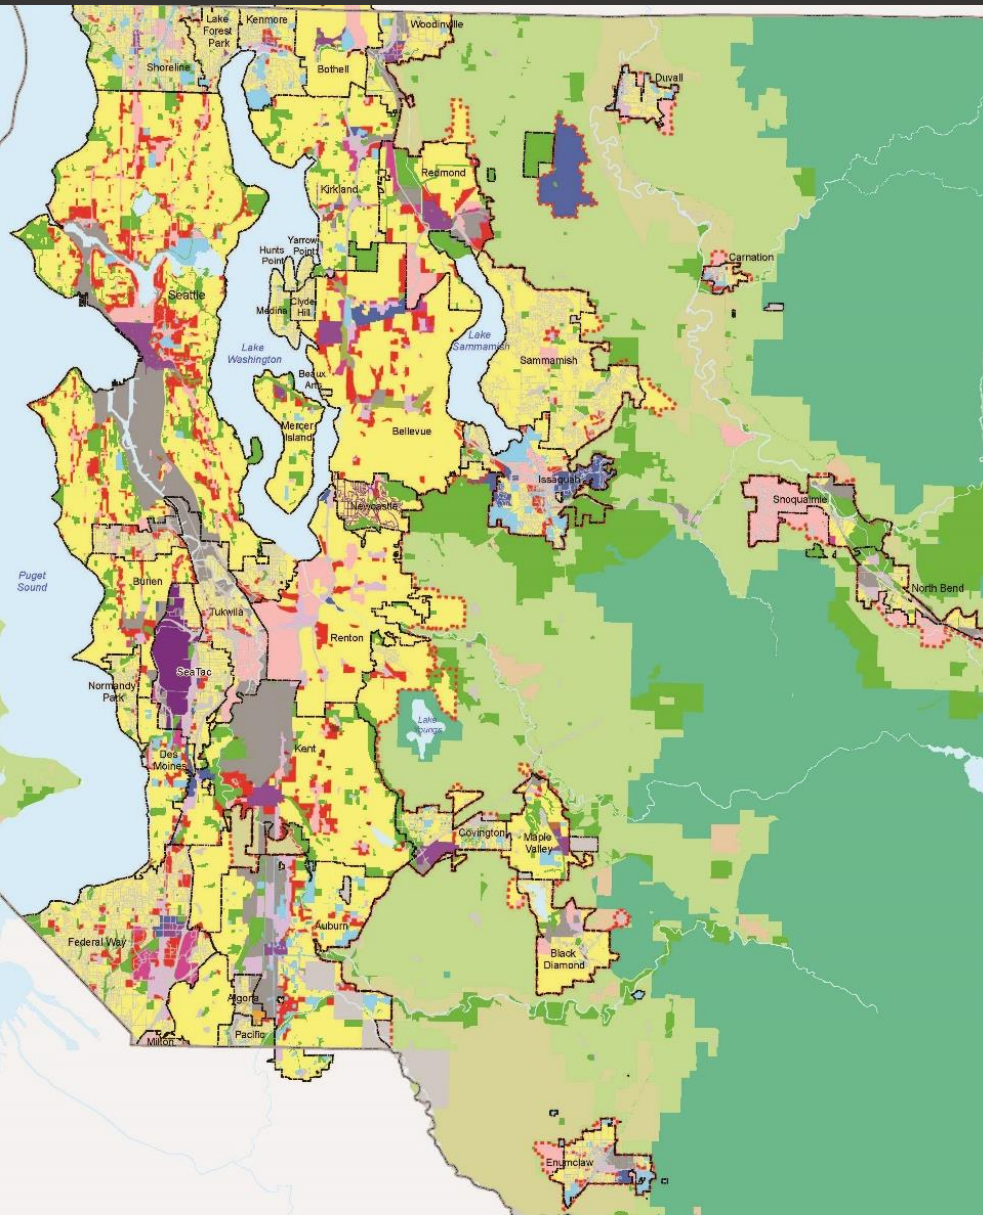 Lake
Forest
Park
Kenmore
Woodinville
Shoreline
Bothell
Duvall
Redmond
Kirkland
Yarrow
Point
Hunts
Point
Carnation
Seattle
Medina
Clyde
Hill
Lake
Washington
Lake
Sammamish
Sammamish
Beaux
Arts
Mercer
Island
Bellevue
Issaquah
Newcastle
Snoqualmie
Puget
Sound
Burien
North Bend
Tukwila
Renton
SeaTac
Normandy
Park
Lake
Youngs
Kent
Des
Moines
Covington
Maple
Valley
Auburn
Federal Way
Black
Diamond
Algona
Pacific
Milton
Enumclaw